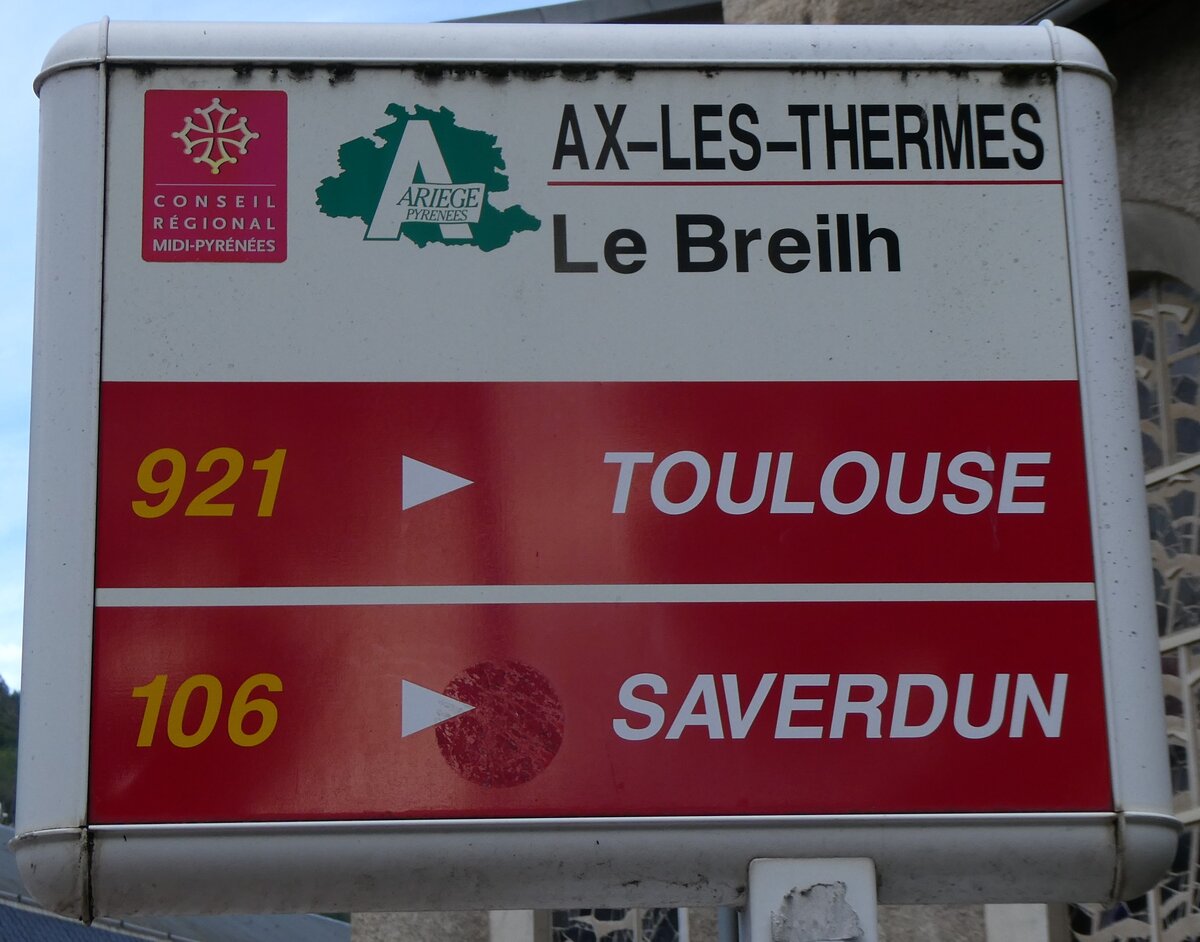 CONSEIL
RÉGIONAL
MIDI-PYRÉNÉES
A
ARIEGE
PYRENEES
AX-LES-THERMES
Le Breilh
921 TOULOUSE
106 SAVERDUN